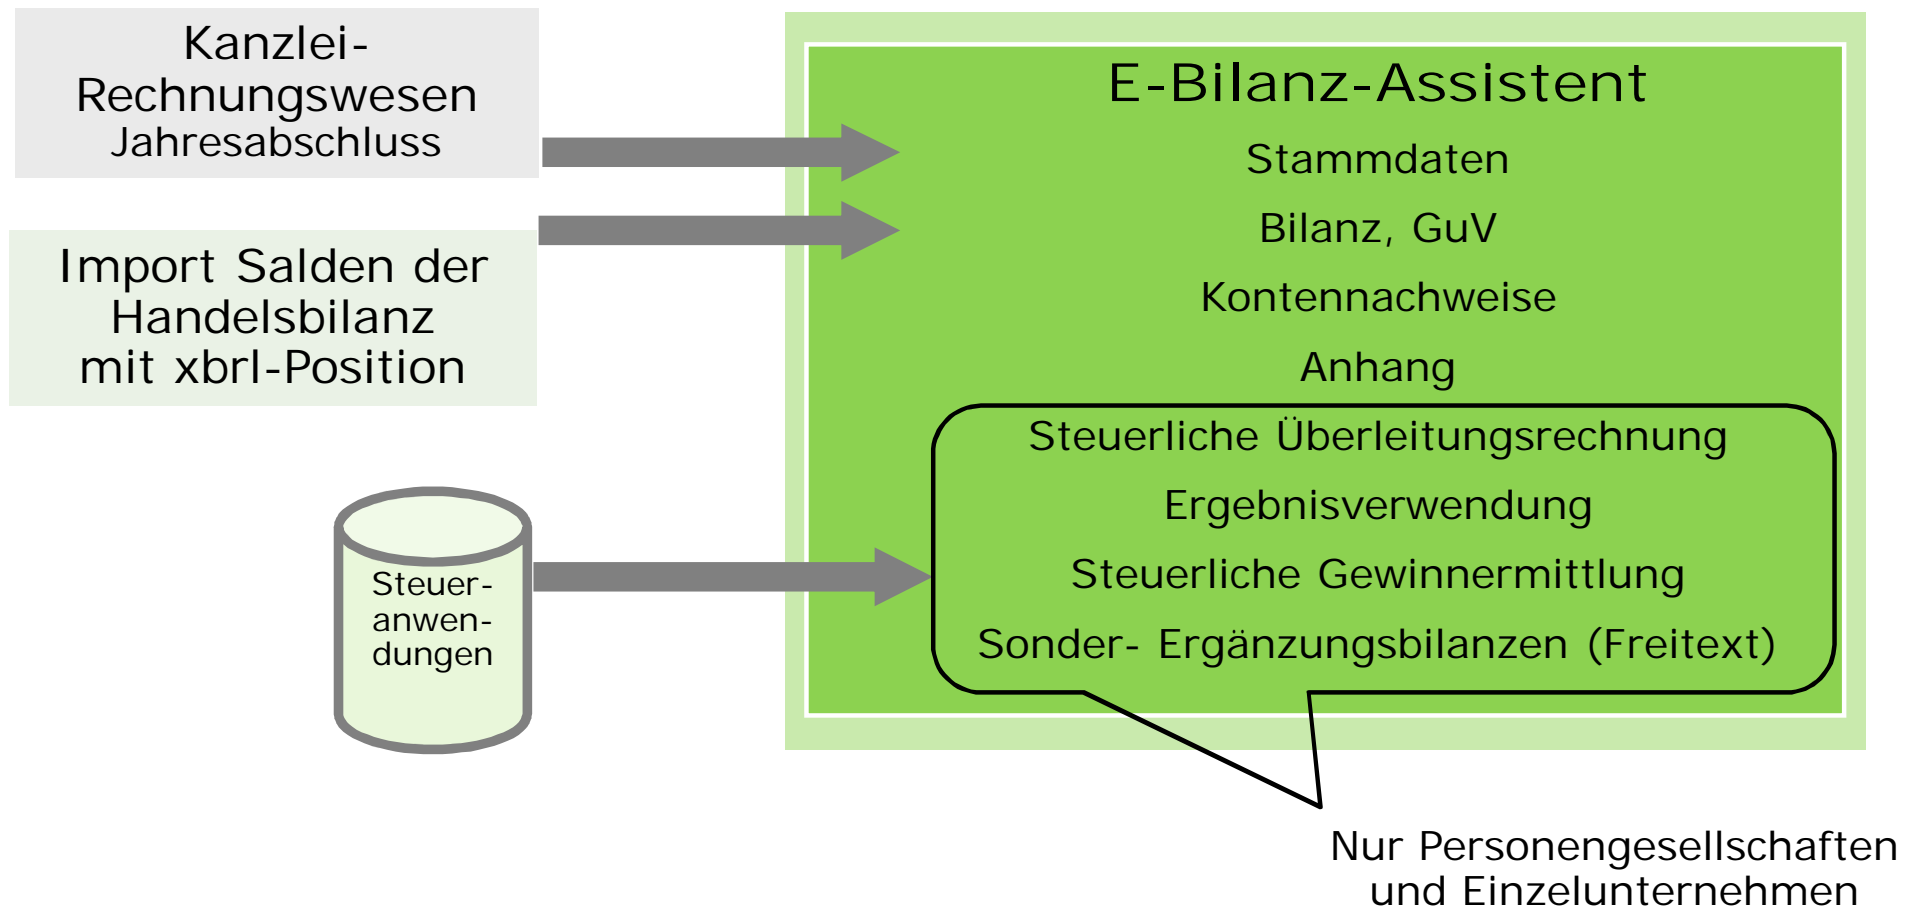 Kanzlei-
Rechnungswesen
Jahresabschluss
Import Salden der
Handelsbilanz
mit xbrl-Position
Steuer-
anwen-
dungen
E-Bilanz-Assistent
Stammdaten
Bilanz, GuV
Kontennachweise
Anhang
Steuerliche Überleitungsrechnung
Ergebnisverwendung
Steuerliche Gewinnermittlung
Sonder- Ergänzungsbilanzen (Freitext)
Nur Personengesellschaften
und Einzelunternehmen